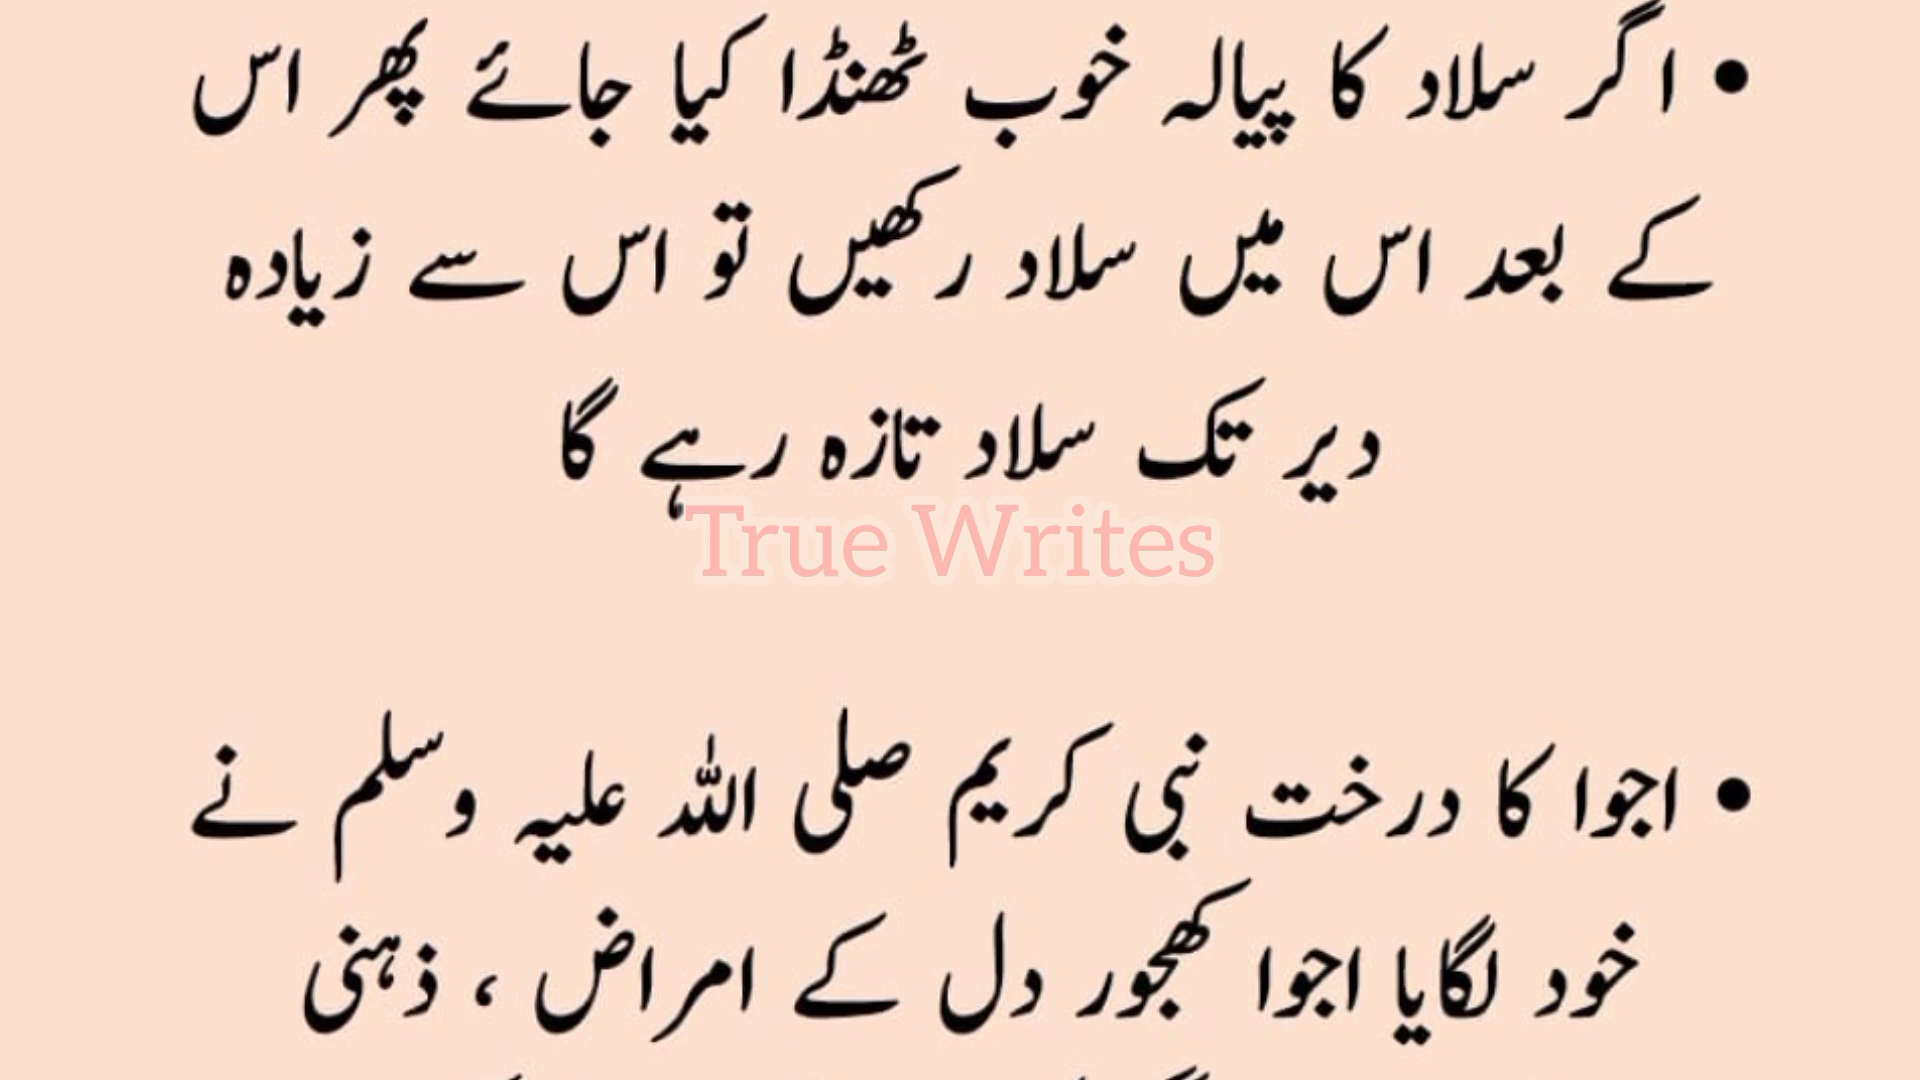 • اگر سلاد کا پیالہ خوب ٹھنڈا کیا جائے پھر اس
کے بعد اس میں سلاد رکھیں تو اس سے زیادہ
دیر تک سلاد تازہ رہے گا
True Writes
• اجوا کا درخت نبی کریم صلی اللہ علیہ وسلم نے
خود لگایا اجوا کھجور دل کے امراض ، ذہنی